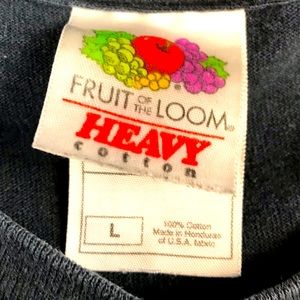 FRUIT OF THE LOOM®
HEAVY
cotton
L
100% Cotton
Made in Honduras
of U.S.A. fabric